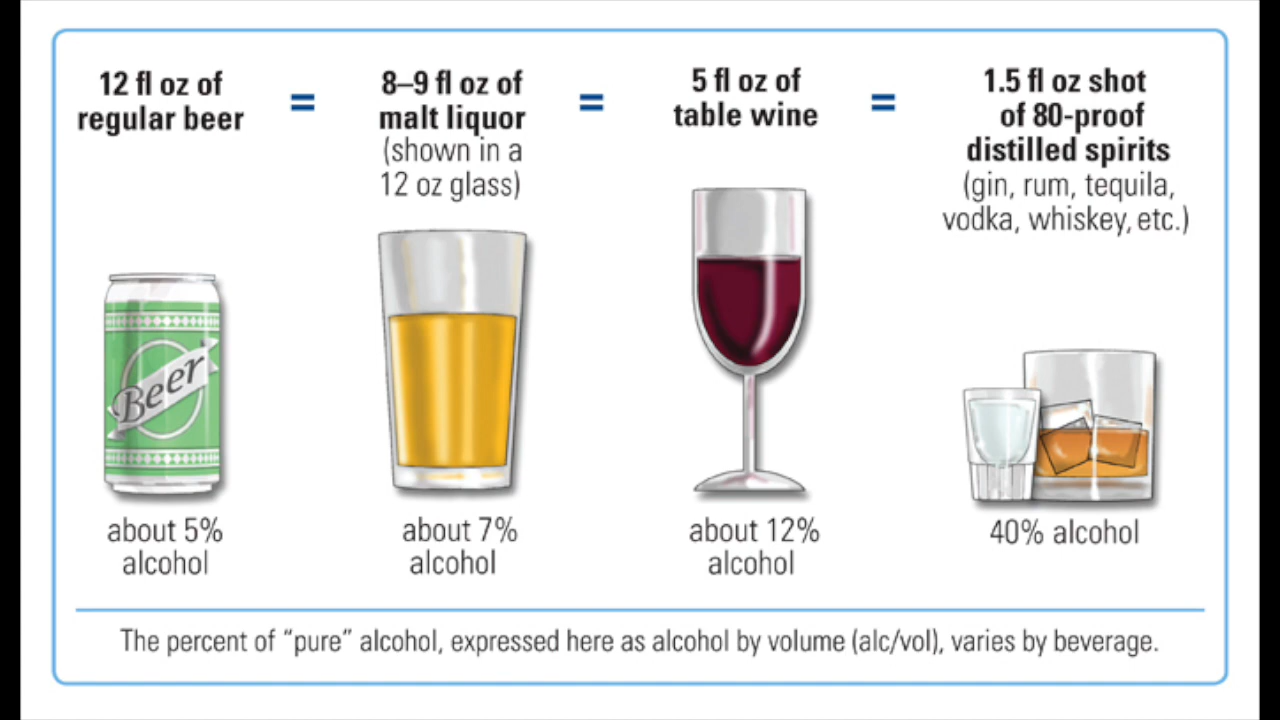 12 fl oz of
regular beer
=
8–9 fl oz of
malt liquor
(shown in a
12 oz glass)
=
5 fl oz of
table wine
=
1.5 fl oz shot
of 80-proof
distilled spirits
(gin, rum, tequila,
vodka, whiskey, etc.)
Beer
about 5%
alcohol
about 7%
alcohol
about 12%
alcohol
40% alcohol
The percent of “pure” alcohol, expressed here as alcohol by volume (alc/vol), varies by beverage.